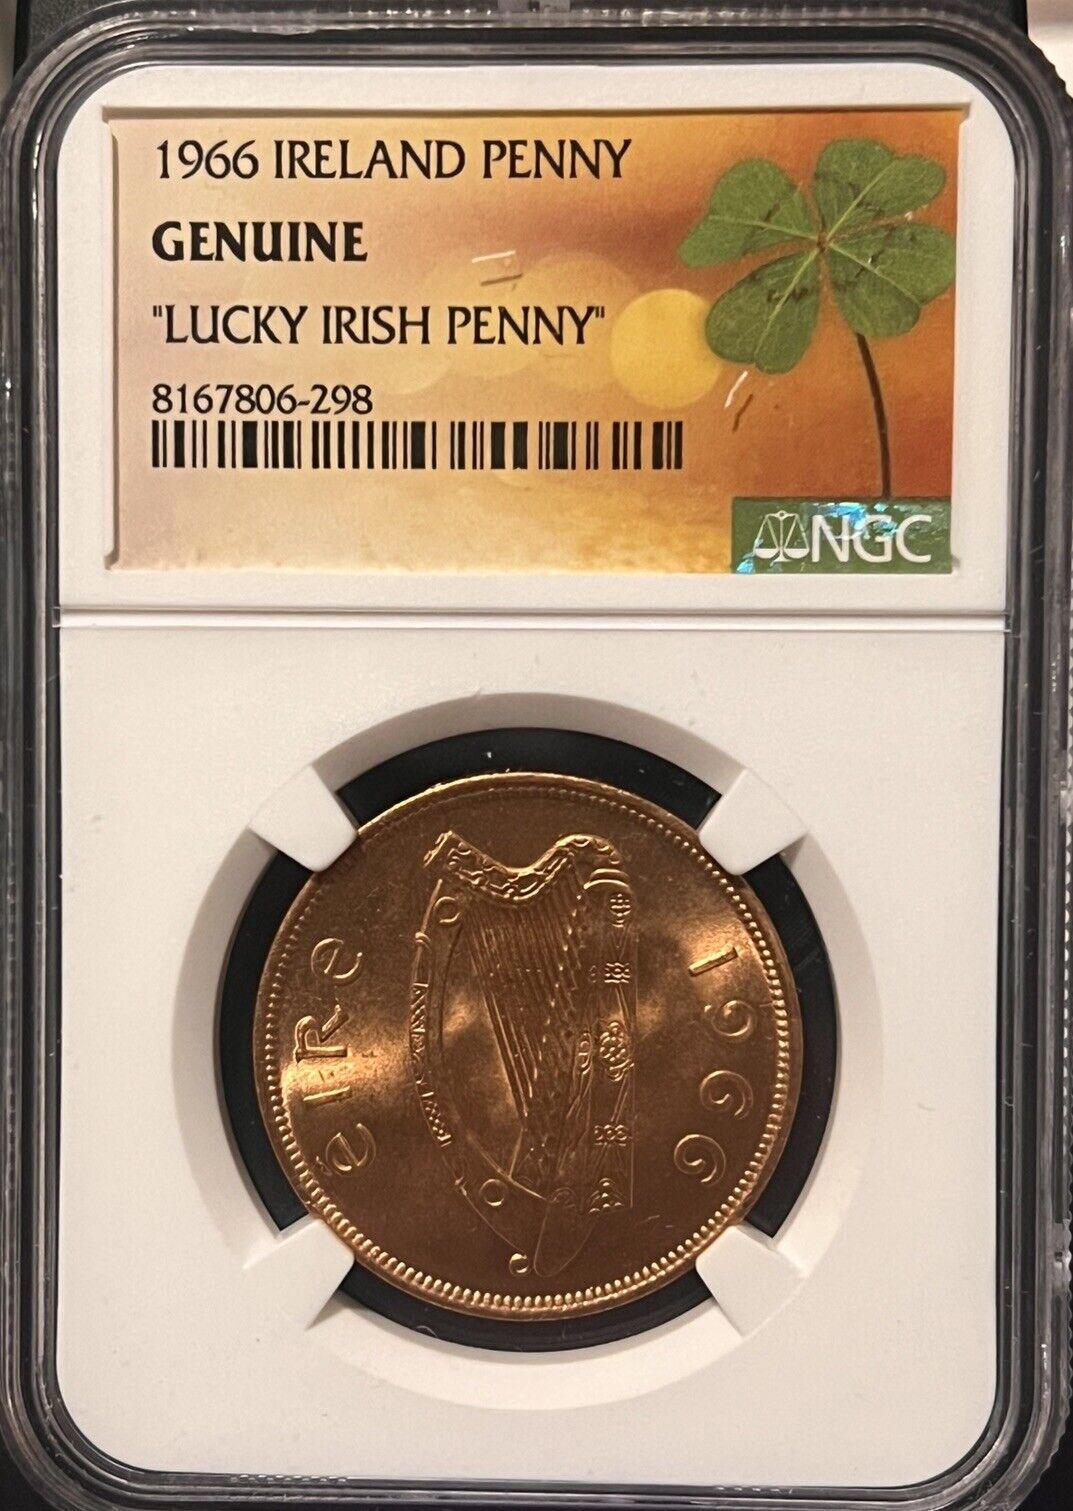 1966 IRELAND PENNY
GENUINE
"LUCKY IRISH PENNY"
8167806-298
NGC
éIRe
1966